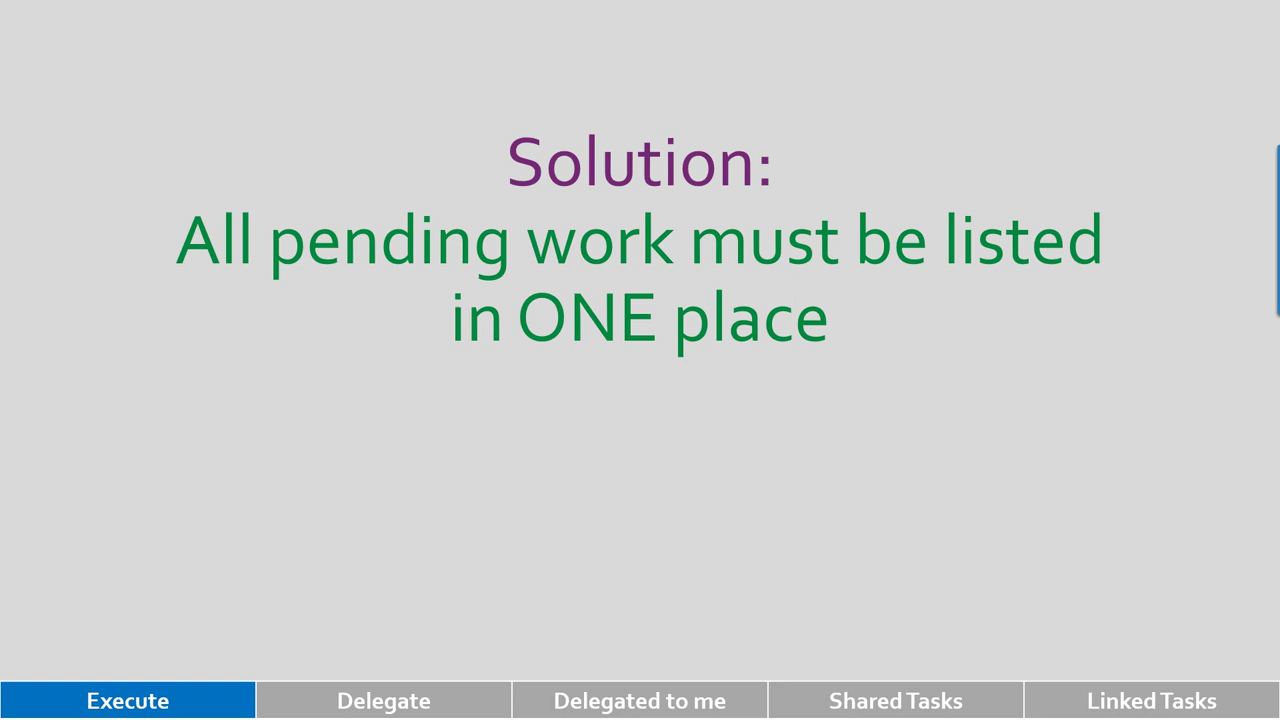 Solution:
All pending work must be listed
in ONE place
Execute
Delegate
Delegated to me
Shared Tasks
Linked Tasks